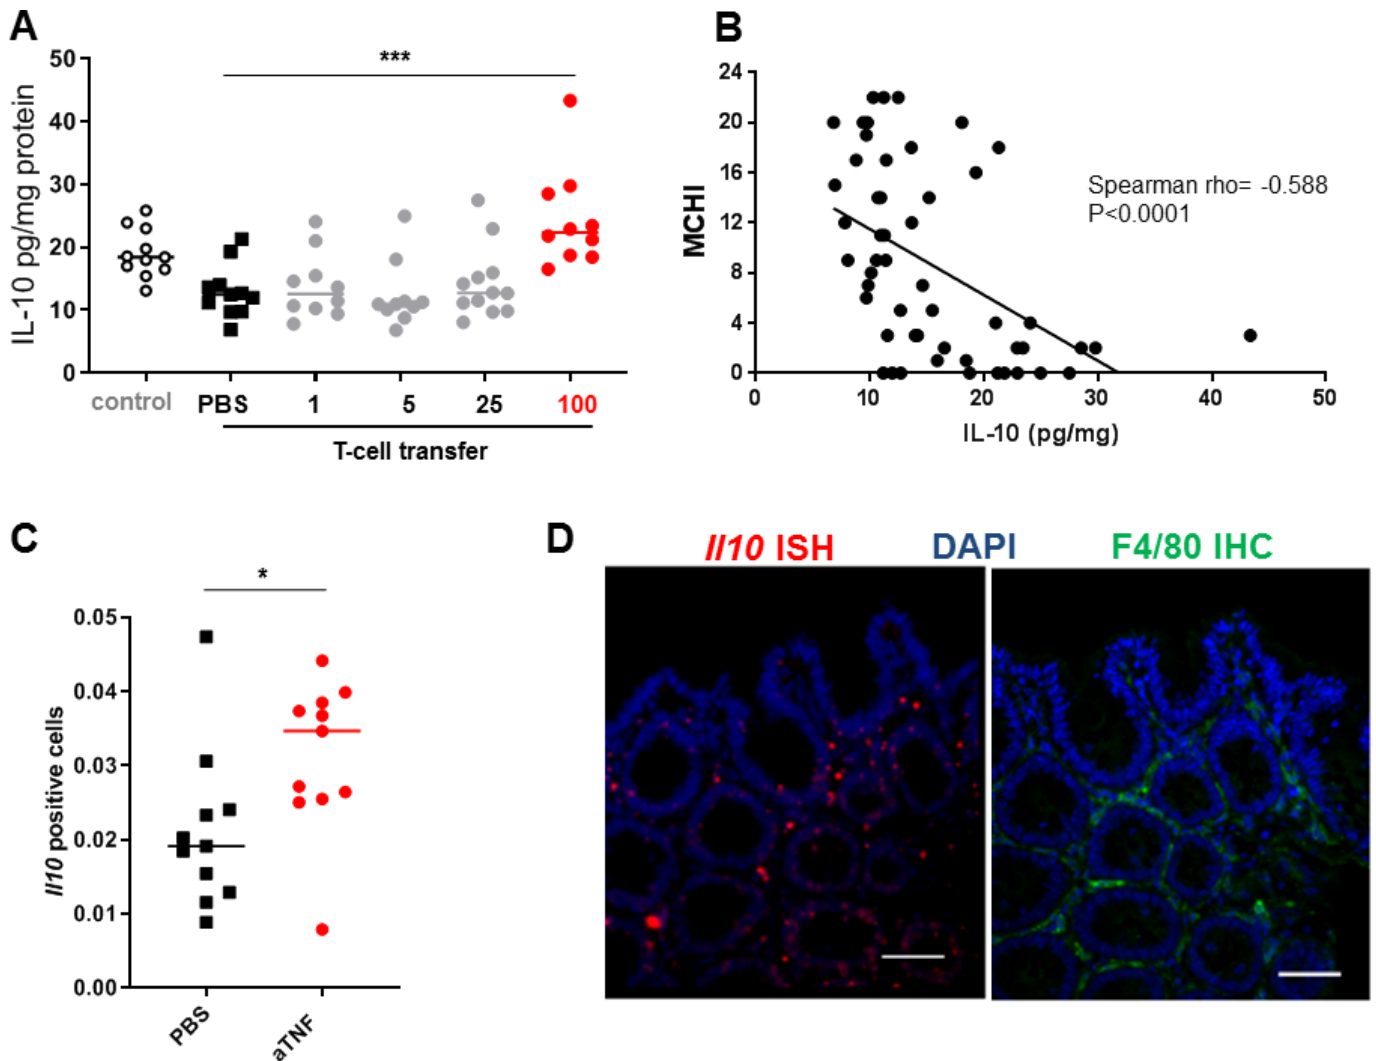 A
IL-10 pg/mg protein
50
40
30
20
10
0
***
control PBS 1 5 25 100
T-cell transfer
B
MCHI
24
20
16
12
8
4
0
Spearman rho= -0.588
P<0.0001
0 10 20 30 40 50
IL-10 (pg/mg)
C
Il10 positive cells
0.05
0.04
0.03
0.02
0.01
0.00
*
PBS
aTNF
D
Il10 ISH DAPI F4/80 IHC